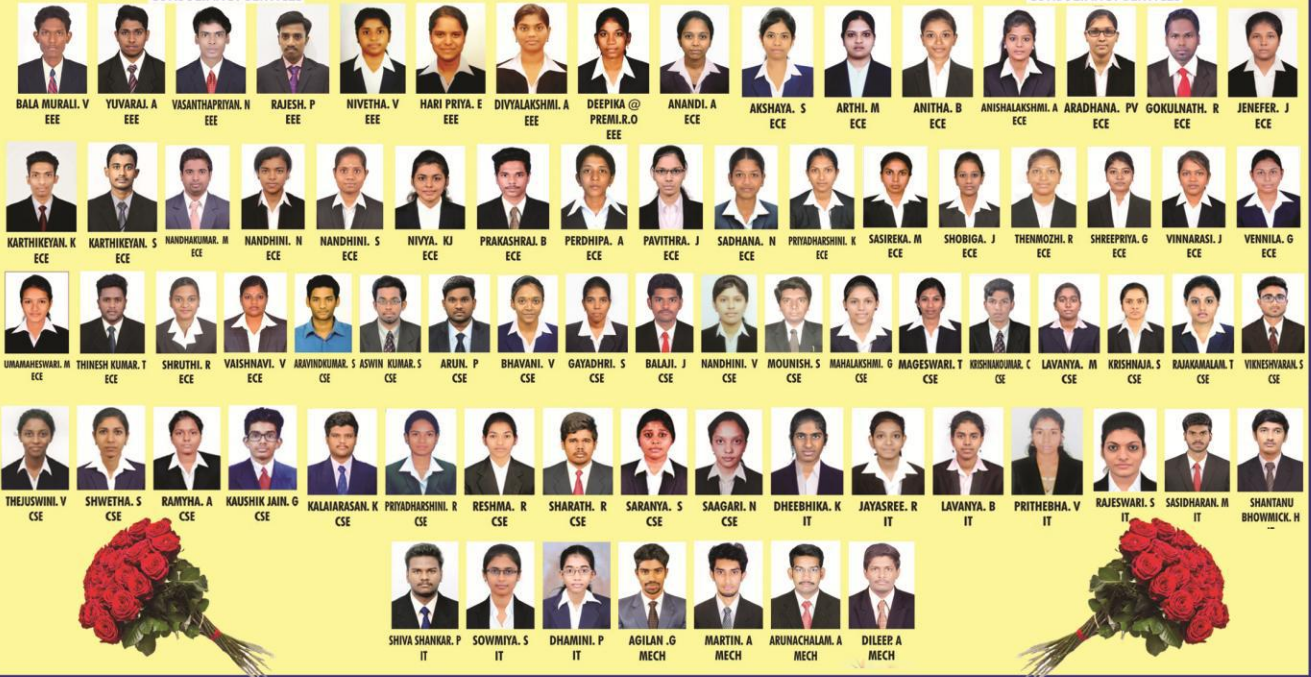 CONSULTANCY SERVICES CONSULTANCY SERVICES
BALA MURALI. V YUVARAJ. A VASANTHAPRIYAN. N RAJESH. P NIVETHA. V HARI PRIYA. E DIVYALAKSHMI. A DEEPIKA @ ANANDI. A AKSHAYA. S ARTHI. M ANITHA. B ANISHALAKSHMI. A ARADHANA. PV GOKULNATH. R JENEFER. J
EEE EEE EEE EEE EEE EEE EEE PREMI.R.O ECE ECE ECE ECE ECE ECE ECE ECE
EEE
KARTHIKEYAN. K KARTHIKEYAN. S NANDHAKUMAR. M NANDHINI. N NANDHINI. S NIVYA. KJ PRAKASHRAJ. B PERDHIPA. A PAVITHRA. J SADHANA. N PRIYADHARSHINI. K SASIREKA. M SHOBIGA. J THENMOZHI. R SHREEPRIYA. G VINNARASI. J VENNILA. G
ECE ECE ECE ECE ECE ECE ECE ECE ECE ECE ECE ECE ECE ECE ECE ECE ECE
UMAMAHESWARI. M THINESH KUMAR. T SHRUTHI. R VAISHNAVI. V ARAVINDKUMAR. S ASWIN KUMAR. S ARUN. P BHAVANI. V GAYADHRI. S BALAJI. J NANDHINI. V MOUNISH. S MAHALAKSHMI. G MAGESWARI. T KRISHNAKOUMAR. C LAVANYA. M KRISHNAJA. S RAJAKAMALAM. T VIKNESHVARAN. S
ECE ECE ECE ECE CSE CSE CSE CSE CSE CSE CSE CSE CSE CSE CSE CSE CSE CSE CSE
THEJUSWINI. V SHWETHA. S RAMYHA. A KAUSHIK JAIN. G KALAIARASAN. K PRIYADHARSHINI. R RESHMA. R SHARATH. R SARANYA. S SAAGARI. N DHEEBHIKA. K JAYASREE. R LAVANYA. B PRITHEBHA. V RAJESWARI. S SASIDHARAN. M SHANTANU
CSE CSE CSE CSE CSE CSE CSE CSE CSE CSE IT IT IT IT IT IT BHOWMICK. H
SHIVA SHANKAR. P SOWMIYA. S DHAMINI. P AGILAN .G MARTIN. A ARUNACHALAM. A DILEEP. A
IT IT IT MECH MECH MECH MECH